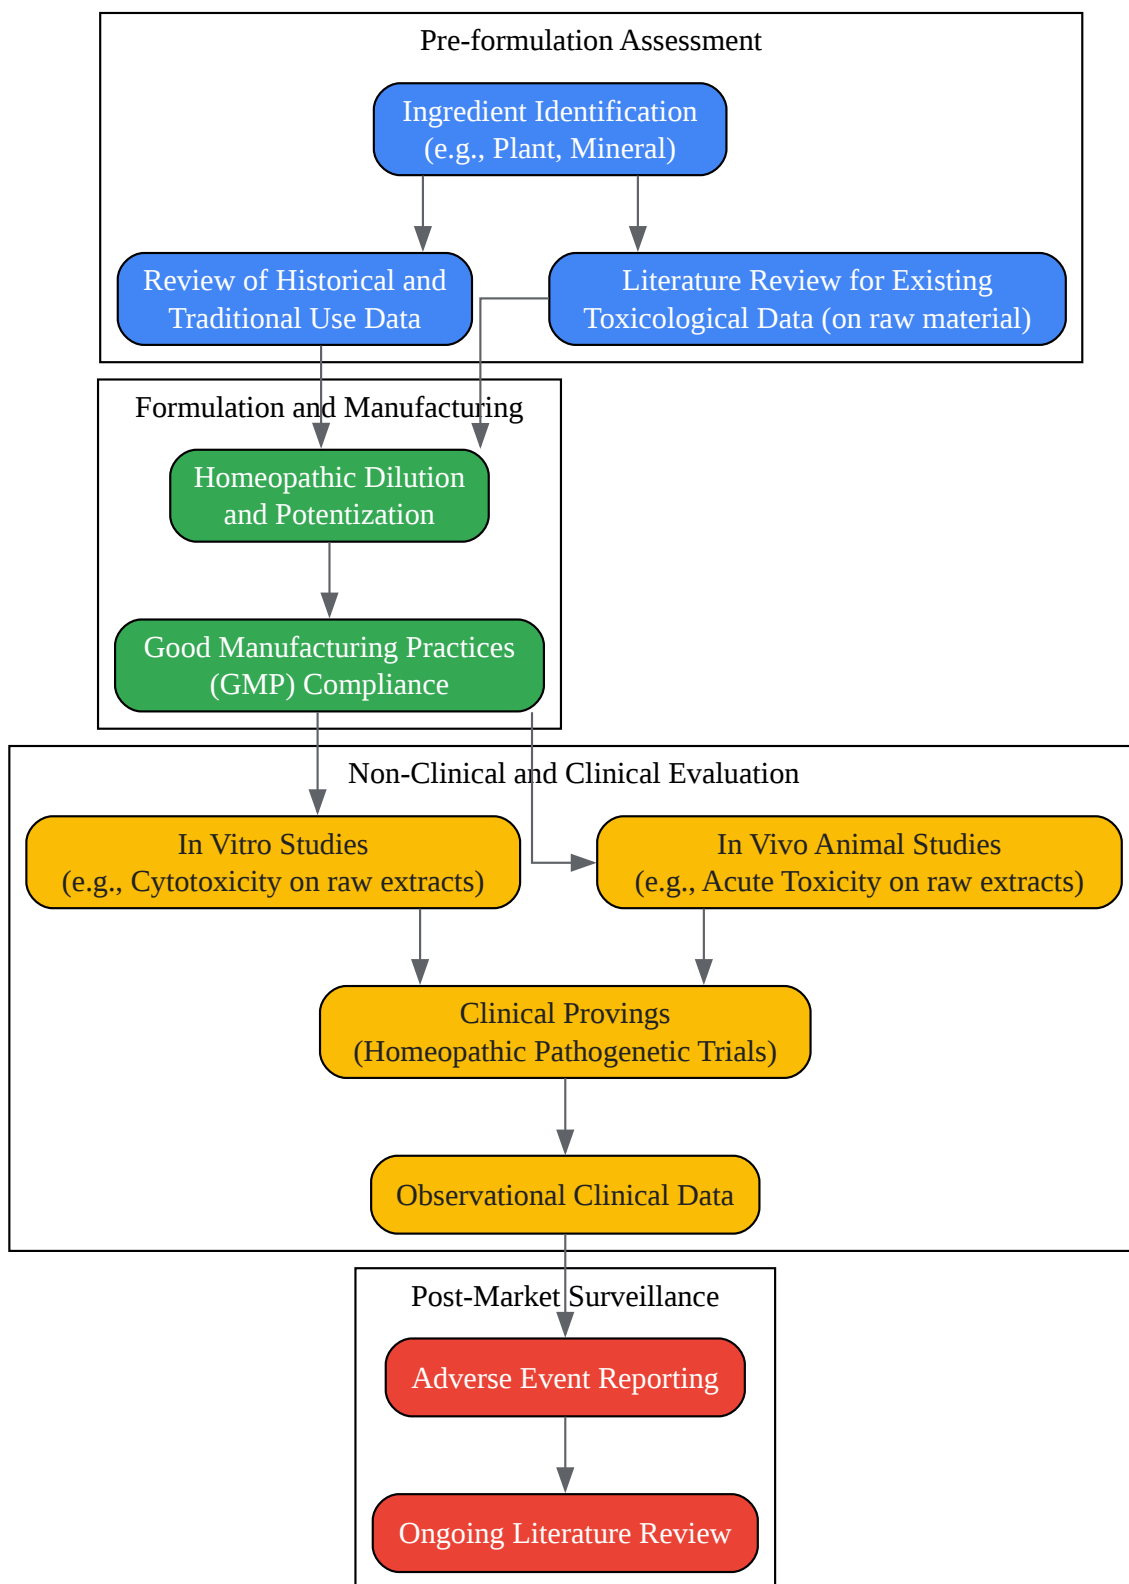 Pre-formulation Assessment
Ingredient Identification
(e.g., Plant, Mineral)
Review of Historical and
Traditional Use Data
Literature Review for Existing
Toxicological Data (on raw material)
Formulation and Manufacturing
Homeopathic Dilution
and Potentization
Good Manufacturing Practices
(GMP) Compliance
Non-Clinical and Clinical Evaluation
In Vitro Studies
(e.g., Cytotoxicity on raw extracts)
In Vivo Animal Studies
(e.g., Acute Toxicity on raw extracts)
Clinical Provings
(Homeopathic Pathogenetic Trials)
Observational Clinical Data
Post-Market Surveillance
Adverse Event Reporting
Ongoing Literature Review